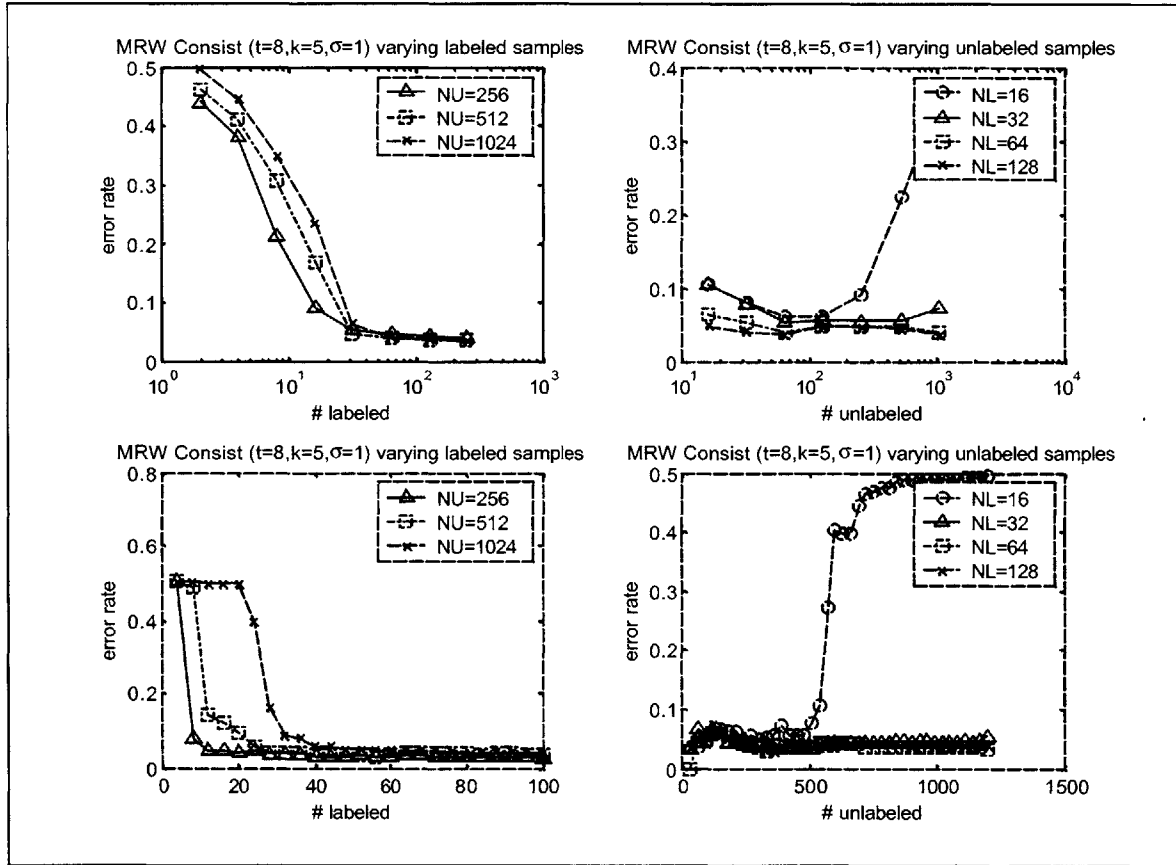 MRW Consist (t=8,k=5,σ=1) varying labeled samples
0.5
0.4
0.3
0.2
0.1
0
error rate
NU=256
NU=512
NU=1024
10^0
10^1
10^2
10^3
# labeled
MRW Consist (t=8,k=5,σ=1) varying unlabeled samples
0.4
0.3
0.2
0.1
0
error rate
NL=16
NL=32
NL=64
NL=128
10^1
10^2
10^3
10^4
# unlabeled
MRW Consist (t=8,k=5,σ=1) varying labeled samples
0.8
0.6
0.4
0.2
0
error rate
NU=256
NU=512
NU=1024
0
20
40
60
80
100
# labeled
MRW Consist (t=8,k=5,σ=1) varying unlabeled samples
0.5
0.4
0.3
0.2
0.1
0
error rate
NL=16
NL=32
NL=64
NL=128
0
500
1000
1500
# unlabeled